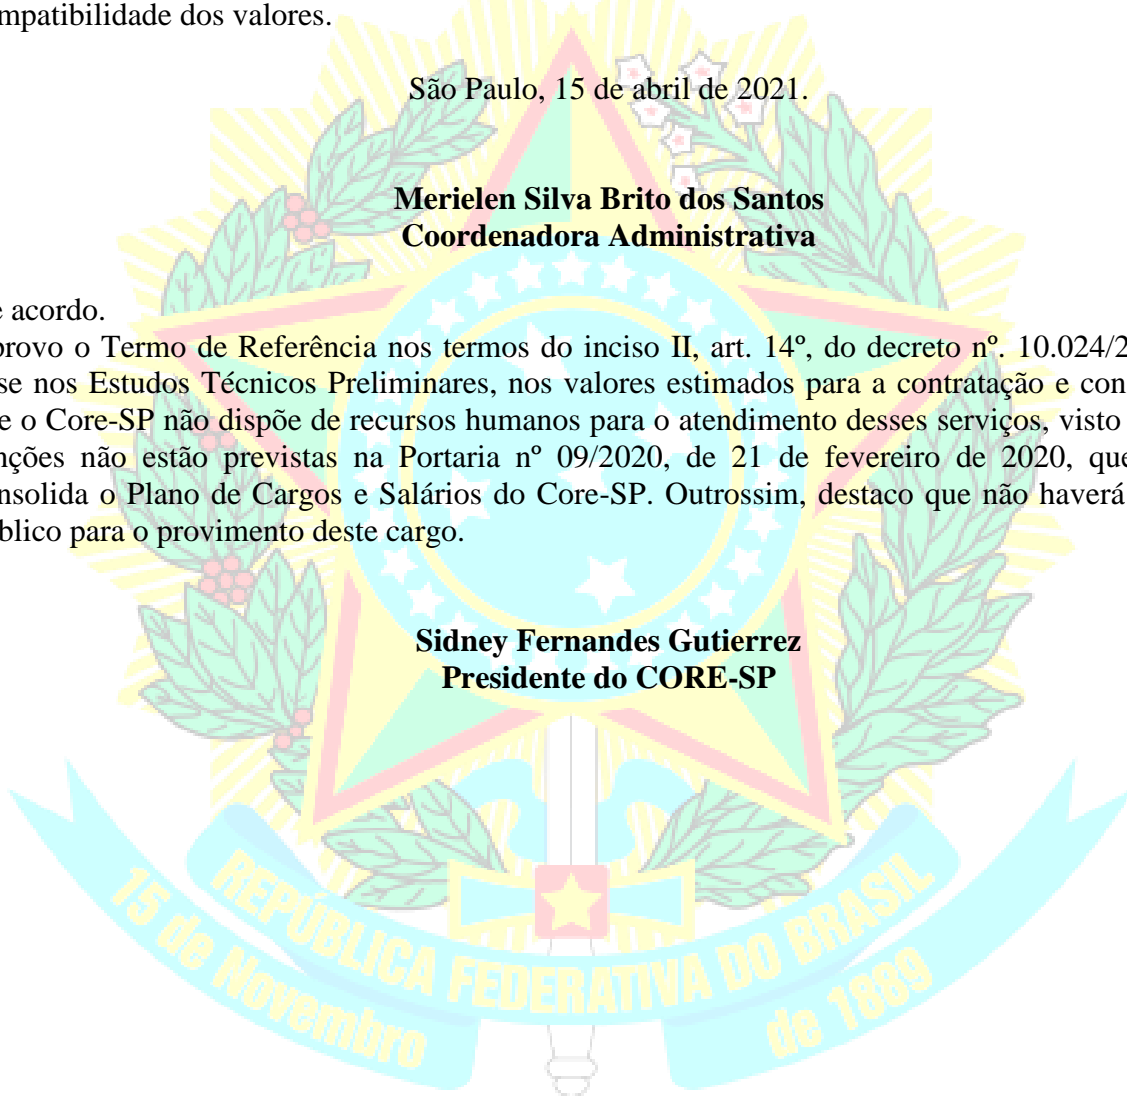 mpatibilidade dos valores.
São Paulo, 15 de abril de 2021.
Merielen Silva Brito dos Santos
Coordenadora Administrativa
e acordo.
provo o Termo de Referência nos termos do inciso II, art. 14º, do decreto nº. 10.024/2
se nos Estudos Técnicos Preliminares, nos valores estimados para a contratação e con
e o Core-SP não dispõe de recursos humanos para o atendimento desses serviços, visto
nções não estão previstas na Portaria nº 09/2020, de 21 de fevereiro de 2020, que
nsolida o Plano de Cargos e Salários do Core-SP. Outrossim, destaco que não haverá
blico para o provimento deste cargo.
Sidney Fernandes Gutierrez
Presidente do CORE-SP
REPÚBLICA FEDERATIVA DO BRASIL
15 de Novembro de 1889